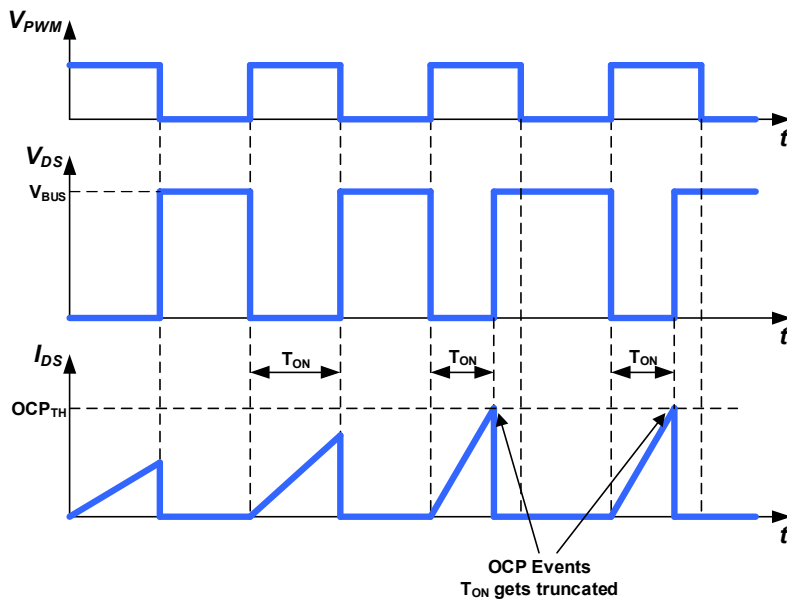 VPWM
t
VDS
VBUS
t
IDS
TON
TON
TON
OCPTH
t
OCP Events
TON gets truncated